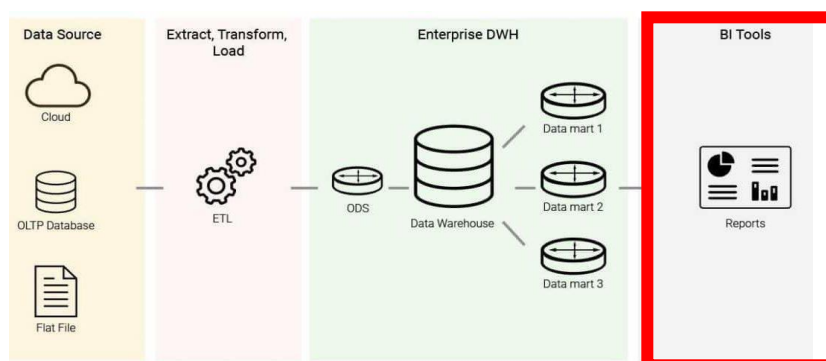 Data Source
Extract, Transform,
Load
Enterprise DWH
BI Tools
Cloud
OLTP Database
Flat File
ETL
ODS
Data Warehouse
Data mart 1
Data mart 2
Data mart 3
Reports